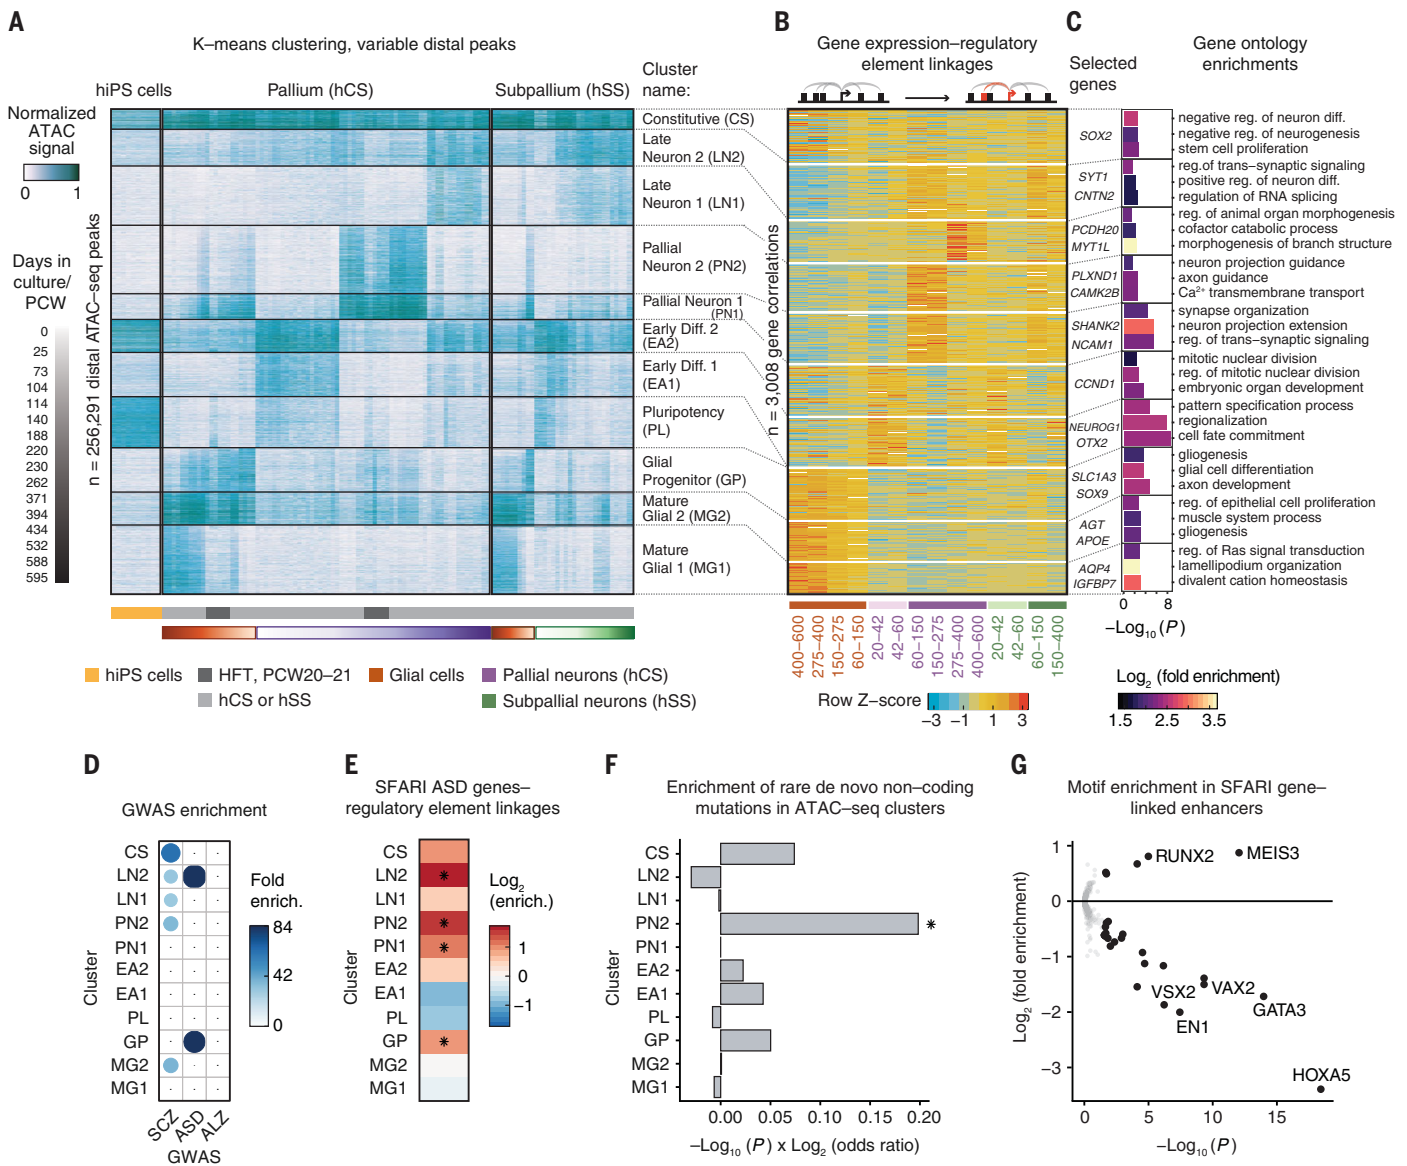 A
K–means clustering, variable distal peaks
hiPS cells
Pallium (hCS)
Subpallium (hSS)
Cluster
name:
Normalized
ATAC
signal
0 1
Days in
culture/
PCW
0
25
73
104
114
140
188
220
230
262
371
394
434
532
588
595
n = 256,291 distal ATAC–seq peaks
Constitutive (CS)
Late
Neuron 2 (LN2)
Late
Neuron 1 (LN1)
Pallial
Neuron 2 (PN2)
Pallial Neuron 1
(PN1)
Early Diff. 2
(EA2)
Early Diff. 1
(EA1)
Pluripotency
(PL)
Glial
Progenitor (GP)
Mature
Glial 2 (MG2)
Mature
Glial 1 (MG1)
hiPS cells
HFT, PCW20–21
hCS or hSS
Glial cells
Pallial neurons (hCS)
Subpallial neurons (hSS)
B
Gene expression–regulatory
element linkages
n = 3,008 gene correlations
400–600
275–400
150–275
60–150
20–42
42–60
60–150
150–275
275–400
400–600
20–42
42–60
60–150
150–400
Row Z–score
−3 −1 1 3
C
Selected
genes
Gene ontology
enrichments
SOX2
SYT1
CNTN2
PCDH20
MYT1L
PLXND1
CAMK2B
SHANK2
NCAM1
CCND1
NEUROG1
OTX2
SLC1A3
SOX9
AGT
APOE
AQP4
IGFBP7
negative reg. of neuron diff.
negative reg. of neurogenesis
stem cell proliferation
reg.of trans–synaptic signaling
positive reg. of neuron diff.
regulation of RNA splicing
reg. of animal organ morphogenesis
cofactor catabolic process
morphogenesis of branch structure
neuron projection guidance
axon guidance
Ca2+ transmembrane transport
synapse organization
neuron projection extension
reg. of trans–synaptic signaling
mitotic nuclear division
reg. of mitotic nuclear division
embryonic organ development
pattern specification process
regionalization
cell fate commitment
gliogenesis
glial cell differentiation
axon development
reg. of epithelial cell proliferation
muscle system process
gliogenesis
reg. of Ras signal transduction
lamellipodium organization
divalent cation homeostasis
0 8
−Log10 (P)
Log2 (fold enrichment)
1.5 2.5 3.5
D
GWAS enrichment
Cluster
CS
LN2
LN1
PN2
PN1
EA2
EA1
PL
GP
MG2
MG1
SCZ
ASD
ALZ
GWAS
Fold
enrich.
84
42
0
E
SFARI ASD genes–
regulatory element linkages
Cluster
CS
LN2
LN1
PN2
PN1
EA2
EA1
PL
GP
MG2
MG1
*
*
*
*
Log2
(enrich.)
1
0
−1
F
Enrichment of rare de novo non–coding
mutations in ATAC–seq clusters
Cluster
CS
LN2
LN1
PN2
PN1
EA2
EA1
PL
GP
MG2
MG1
*
0.00 0.05 0.10 0.15 0.20
−Log10 (P) x Log2 (odds ratio)
G
Motif enrichment in SFARI gene–
linked enhancers
Log2 (fold enrichment)
1
0
−1
−2
−3
RUNX2
MEIS3
VSX2
VAX2
GATA3
EN1
HOXA5
0 5 10 15
−Log10 (P)